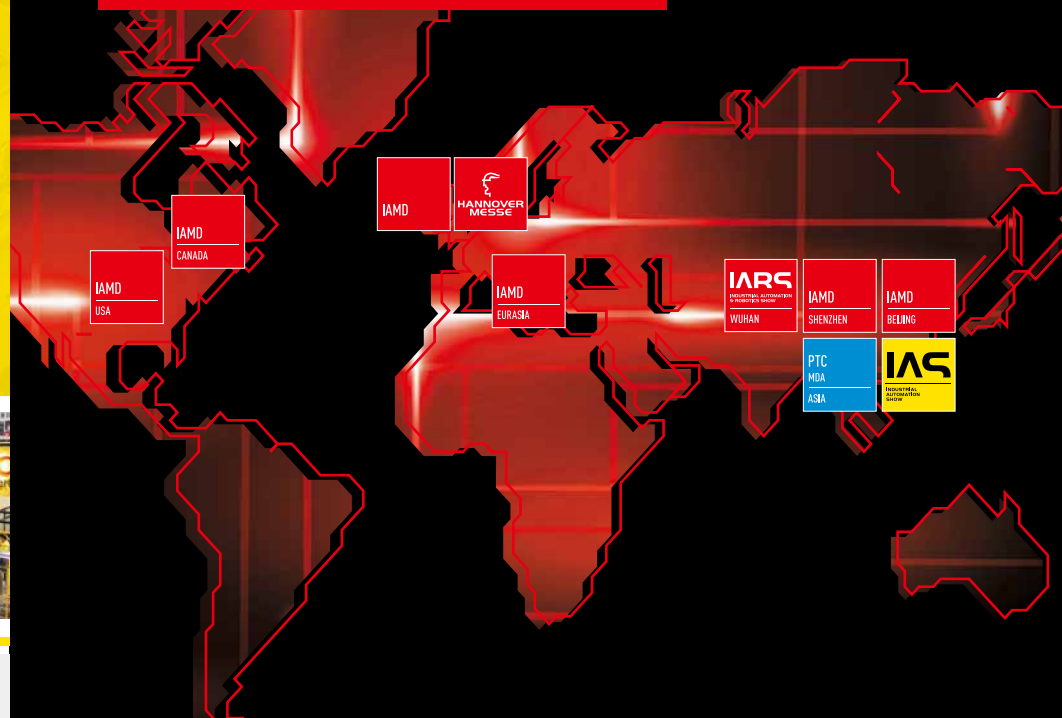 IAMD
HANNOVER
MESSE
IAMD
CANADA
IAMD
USA
IAMD
EURASIA
IARS
INDUSTRIAL AUTOMATION
& ROBOTICS SHOW
WUHAN
IAMD
SHENZHEN
IAMD
BEIJING
PTC
MDA
ASIA
IAS
INDUSTRIAL
AUTOMATION
SHOW